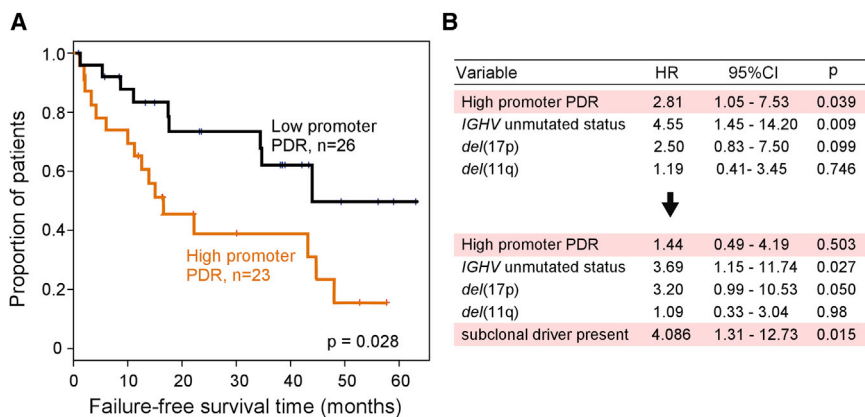 A
B
1.0
0.8
0.6
0.4
0.2
0
Proportion of patients
Low promoter
PDR, n=26
High promoter
PDR, n=23
p = 0.028
0 10 20 30 40 50 60
Failure-free survival time (months)
Variable HR 95%CI p
High promoter PDR 2.81 1.05 - 7.53 0.039
IGHV unmutated status 4.55 1.45 - 14.20 0.009
del(17p) 2.50 0.83 - 7.50 0.099
del(11q) 1.19 0.41- 3.45 0.746
High promoter PDR 1.44 0.49 - 4.19 0.503
IGHV unmutated status 3.69 1.15 - 11.74 0.027
del(17p) 3.20 0.99 - 10.53 0.050
del(11q) 1.09 0.33 - 3.04 0.98
subclonal driver present 4.086 1.31 - 12.73 0.015